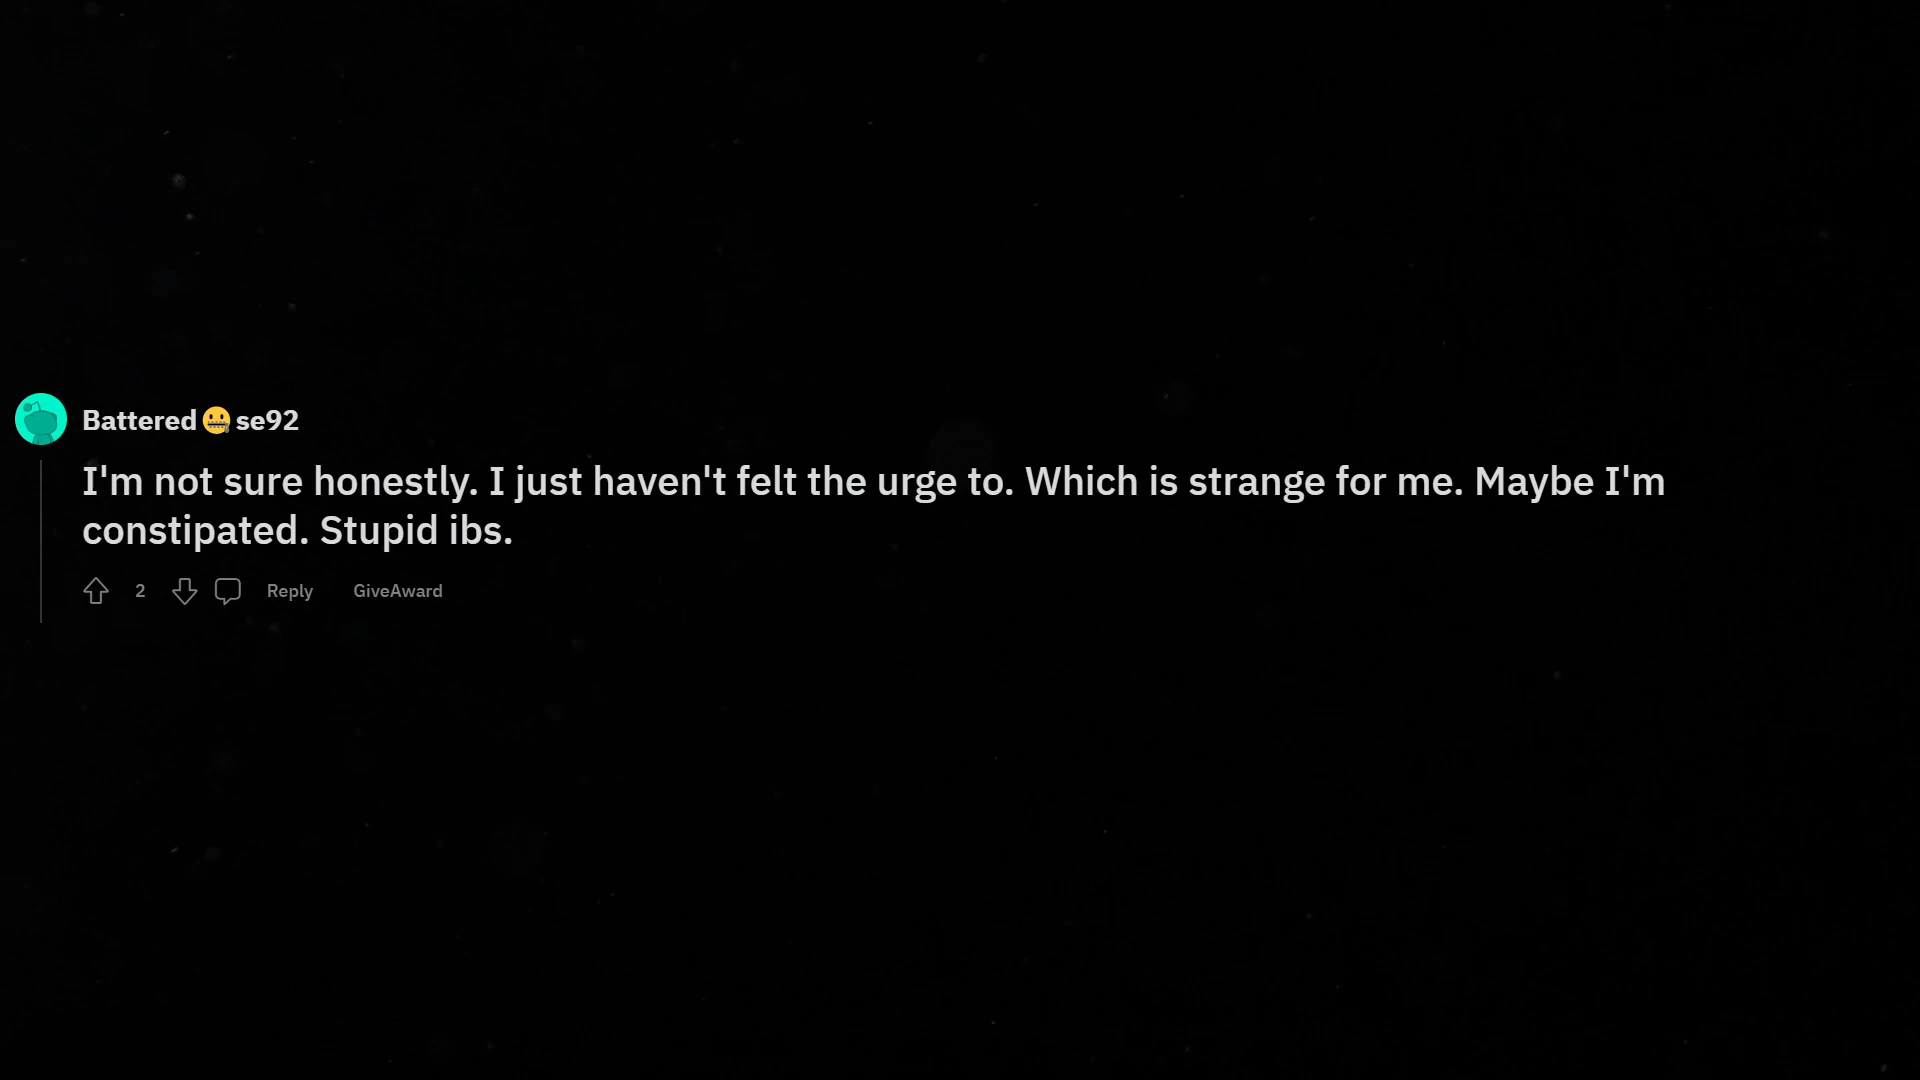 Battered🤐se92
I'm not sure honestly. I just haven't felt the urge to. Which is strange for me. Maybe I'm
constipated. Stupid ibs.
2 Reply GiveAward